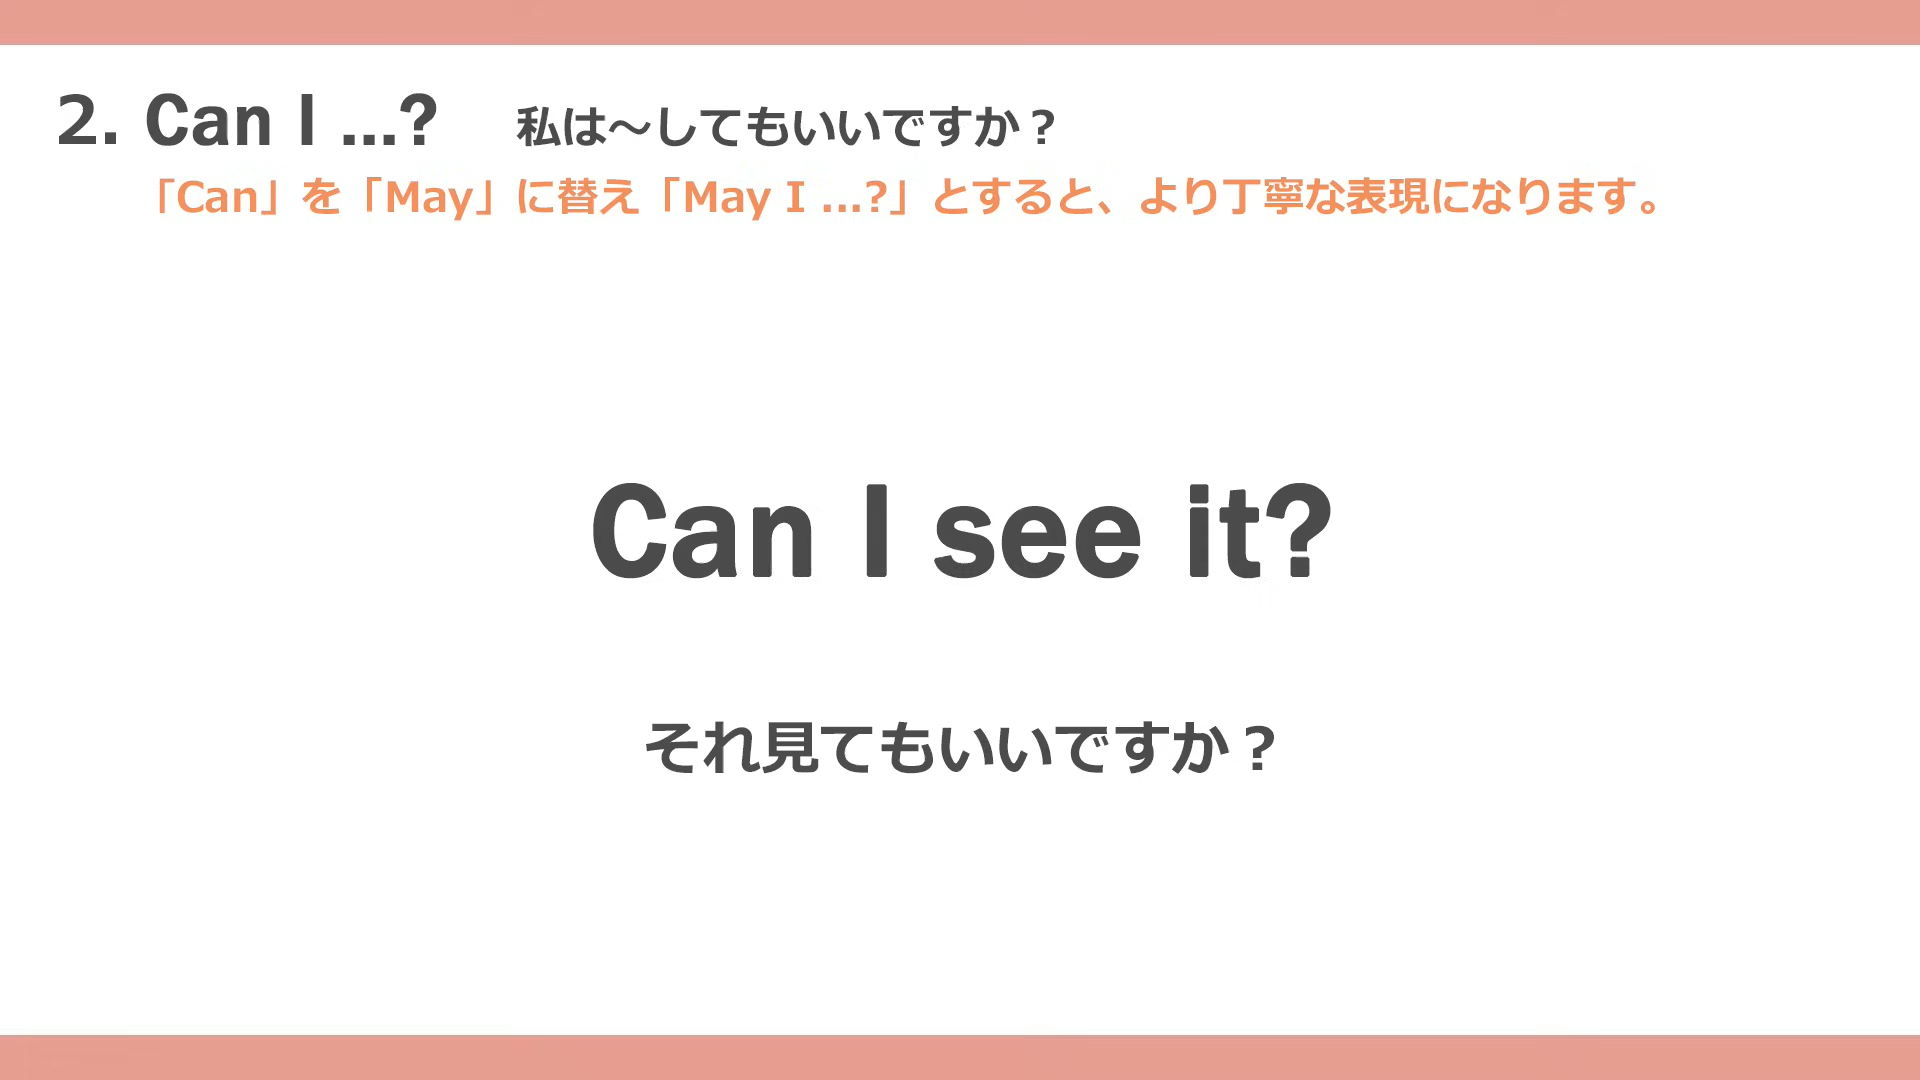 2. Can I ...? 私は～してもいいですか？
「Can」を「May」に替え「May I ...?」とすると、より丁寧な表現になります。
Can I see it?
それ見てもいいですか？